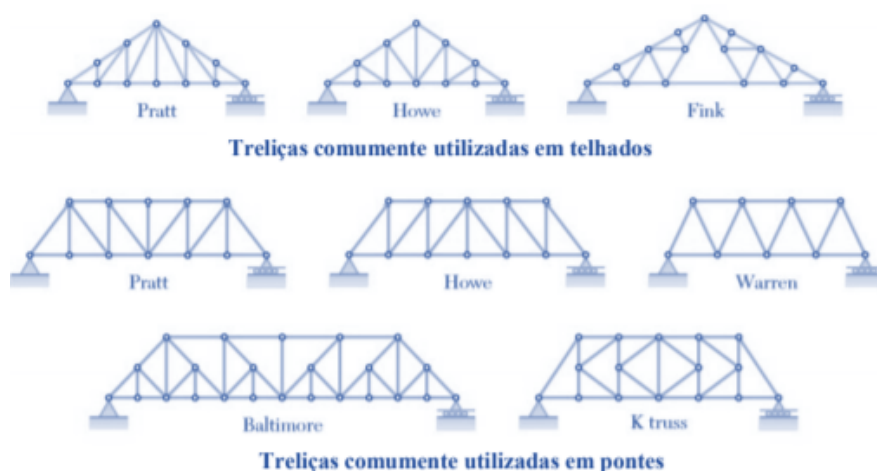 Pratt
Howe
Fink
Treliças comumente utilizadas em telhados
Pratt
Howe
Warren
Baltimore
K truss
Treliças comumente utilizadas em pontes